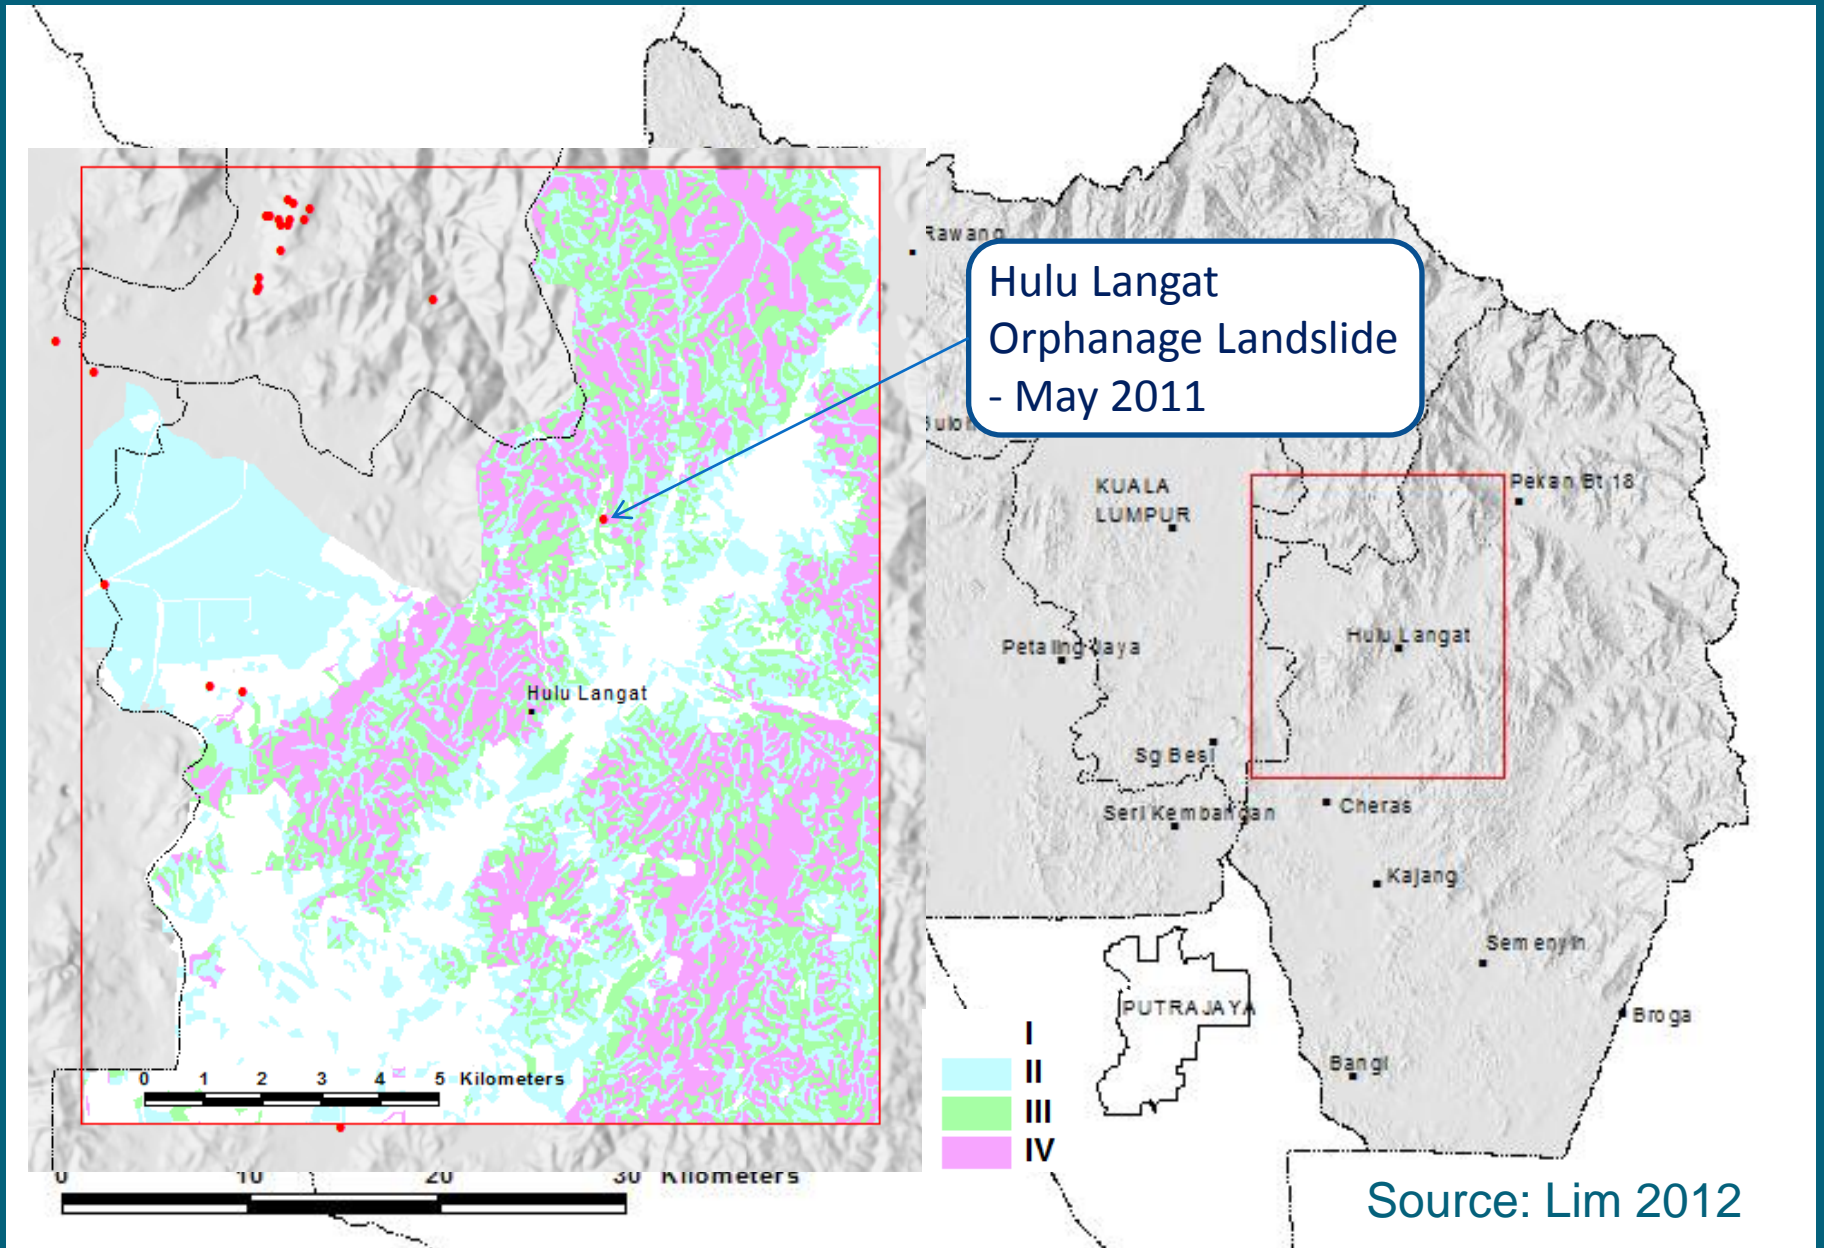 Rawang
Hulu Langat
Orphanage Landslide
- May 2011
KUALA
LUMPUR
Pekan Bt 18
Petaling Jaya
Hulu Langat
Hulu Langat
Sg Besi
Seri Kembangan
Cheras
Kajang
Semenyih
PUTRAJAYA
Broga
Bangi
I
II
III
IV
0 1 2 3 4 5 Kilometers
0 10 20 30 Kilometers
Source: Lim 2012